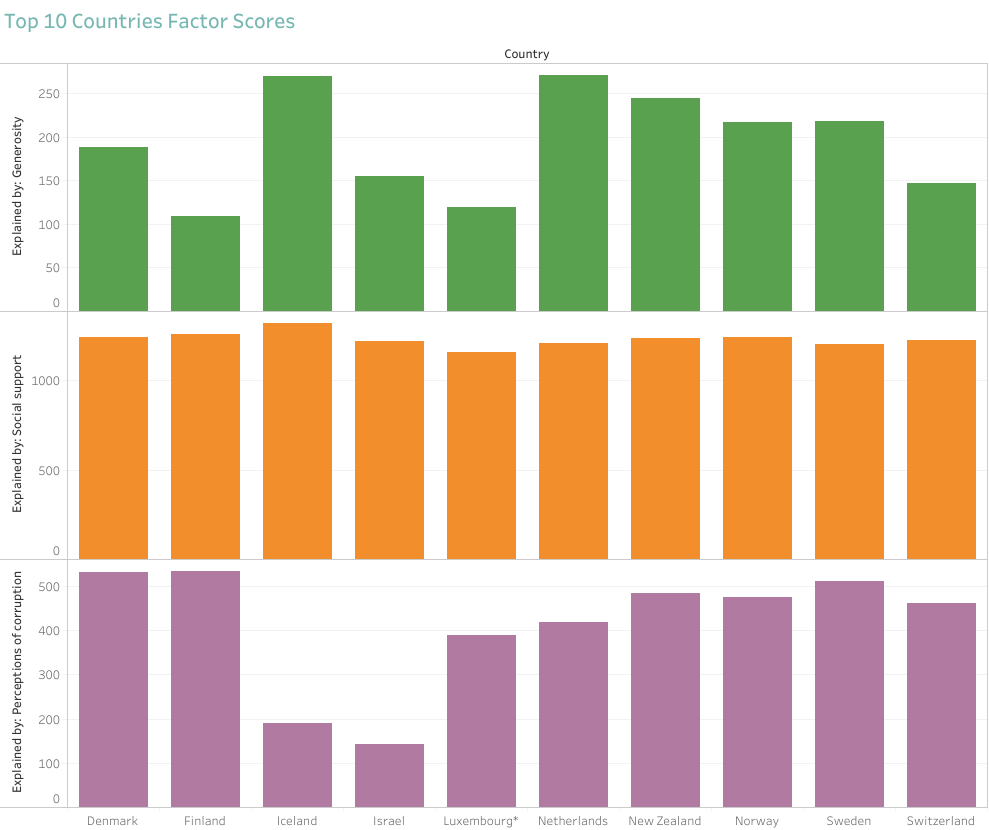 Top 10 Countries Factor Scores
Country
Explained by: Generosity
250
200
150
100
50
0
Explained by: Social support
1000
500
0
Explained by: Perceptions of corruption
500
400
300
200
100
0
Denmark Finland Iceland Israel Luxembourg* Netherlands New Zealand Norway Sweden Switzerland